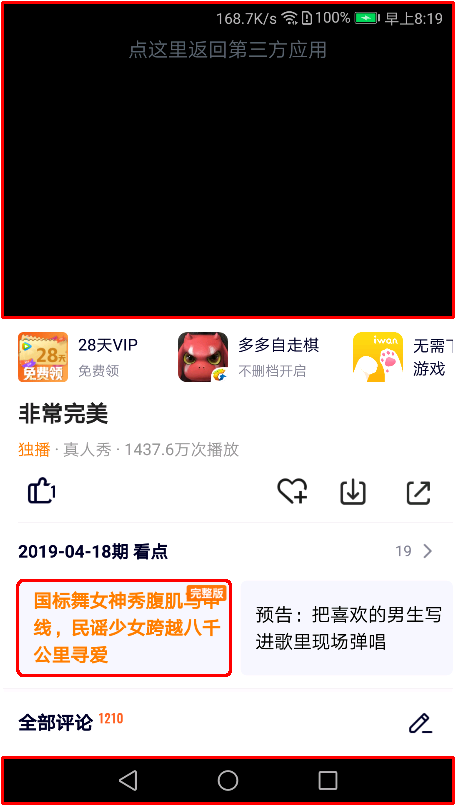 168.7K/s 100% 早上8:19
点这里返回第三方应用
28天
免费领
28天VIP
免费领
多多自走棋
不删档开启
iwan
无需下
游戏
非常完美
独播 · 真人秀 · 1437.6万次播放
1
2019-04-18期 看点
19
完整版
国标舞女神秀腹肌马甲
线，民谣少女跨越八千
公里寻爱
预告：把喜欢的男生写
进歌里现场弹唱
全部评论 1210